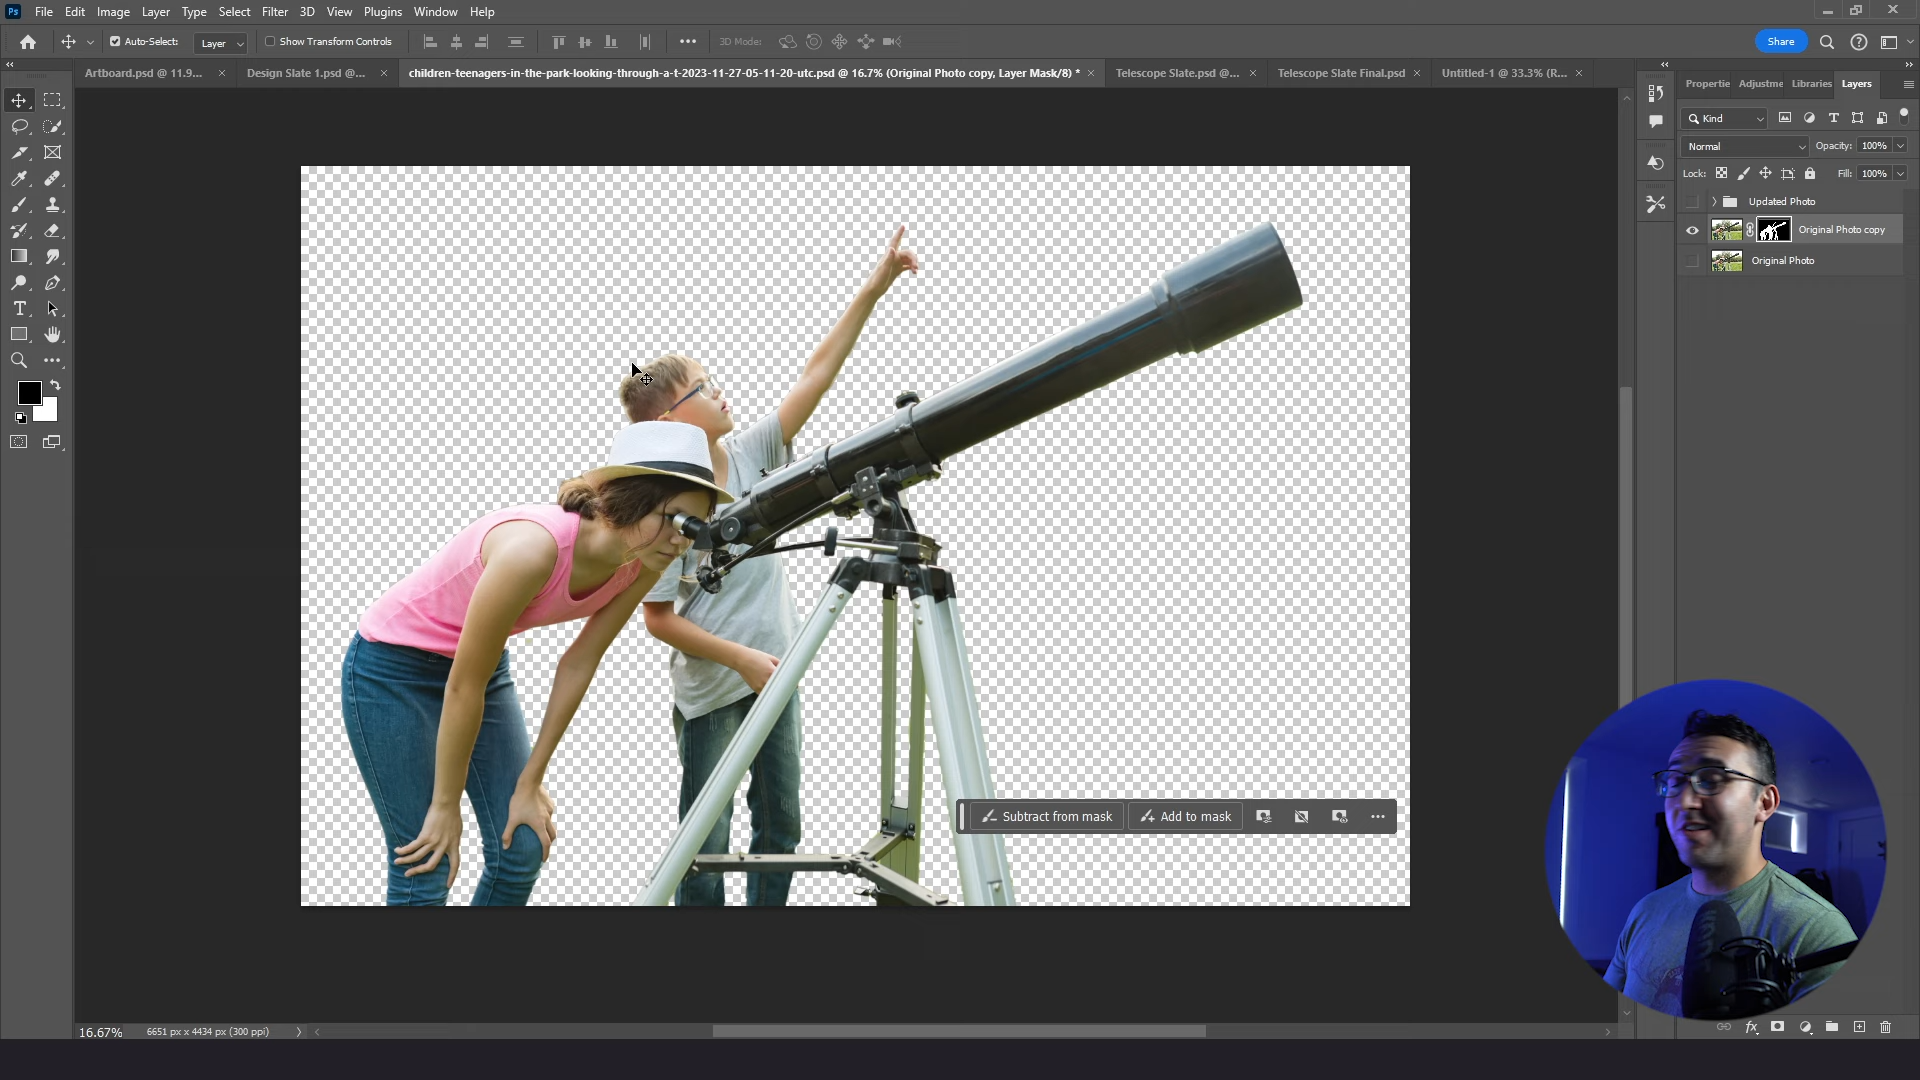 Ps File Edit Image Layer Type Select Filter 3D View Plugins Window Help
Auto-Select: Layer Show Transform Controls 3D Mode: Share
Artboard.psd @ 11.9... × Design Slate 1.psd @... × children-teenagers-in-the-park-looking-through-a-t-2023-11-27-05-11-20-utc.psd @ 16.7% (Original Photo copy, Layer Mask/8) * × Telescope Slate.psd @... × Telescope Slate Final.psd × Untitled-1 @ 33.3% (R... ×
Propertie Adjustme Libraries Layers
Kind
Normal Opacity: 100%
Lock: Fill: 100%
Updated Photo
Original Photo copy
Original Photo
Subtract from mask Add to mask
16.67% 6651 px x 4434 px (300 ppi)